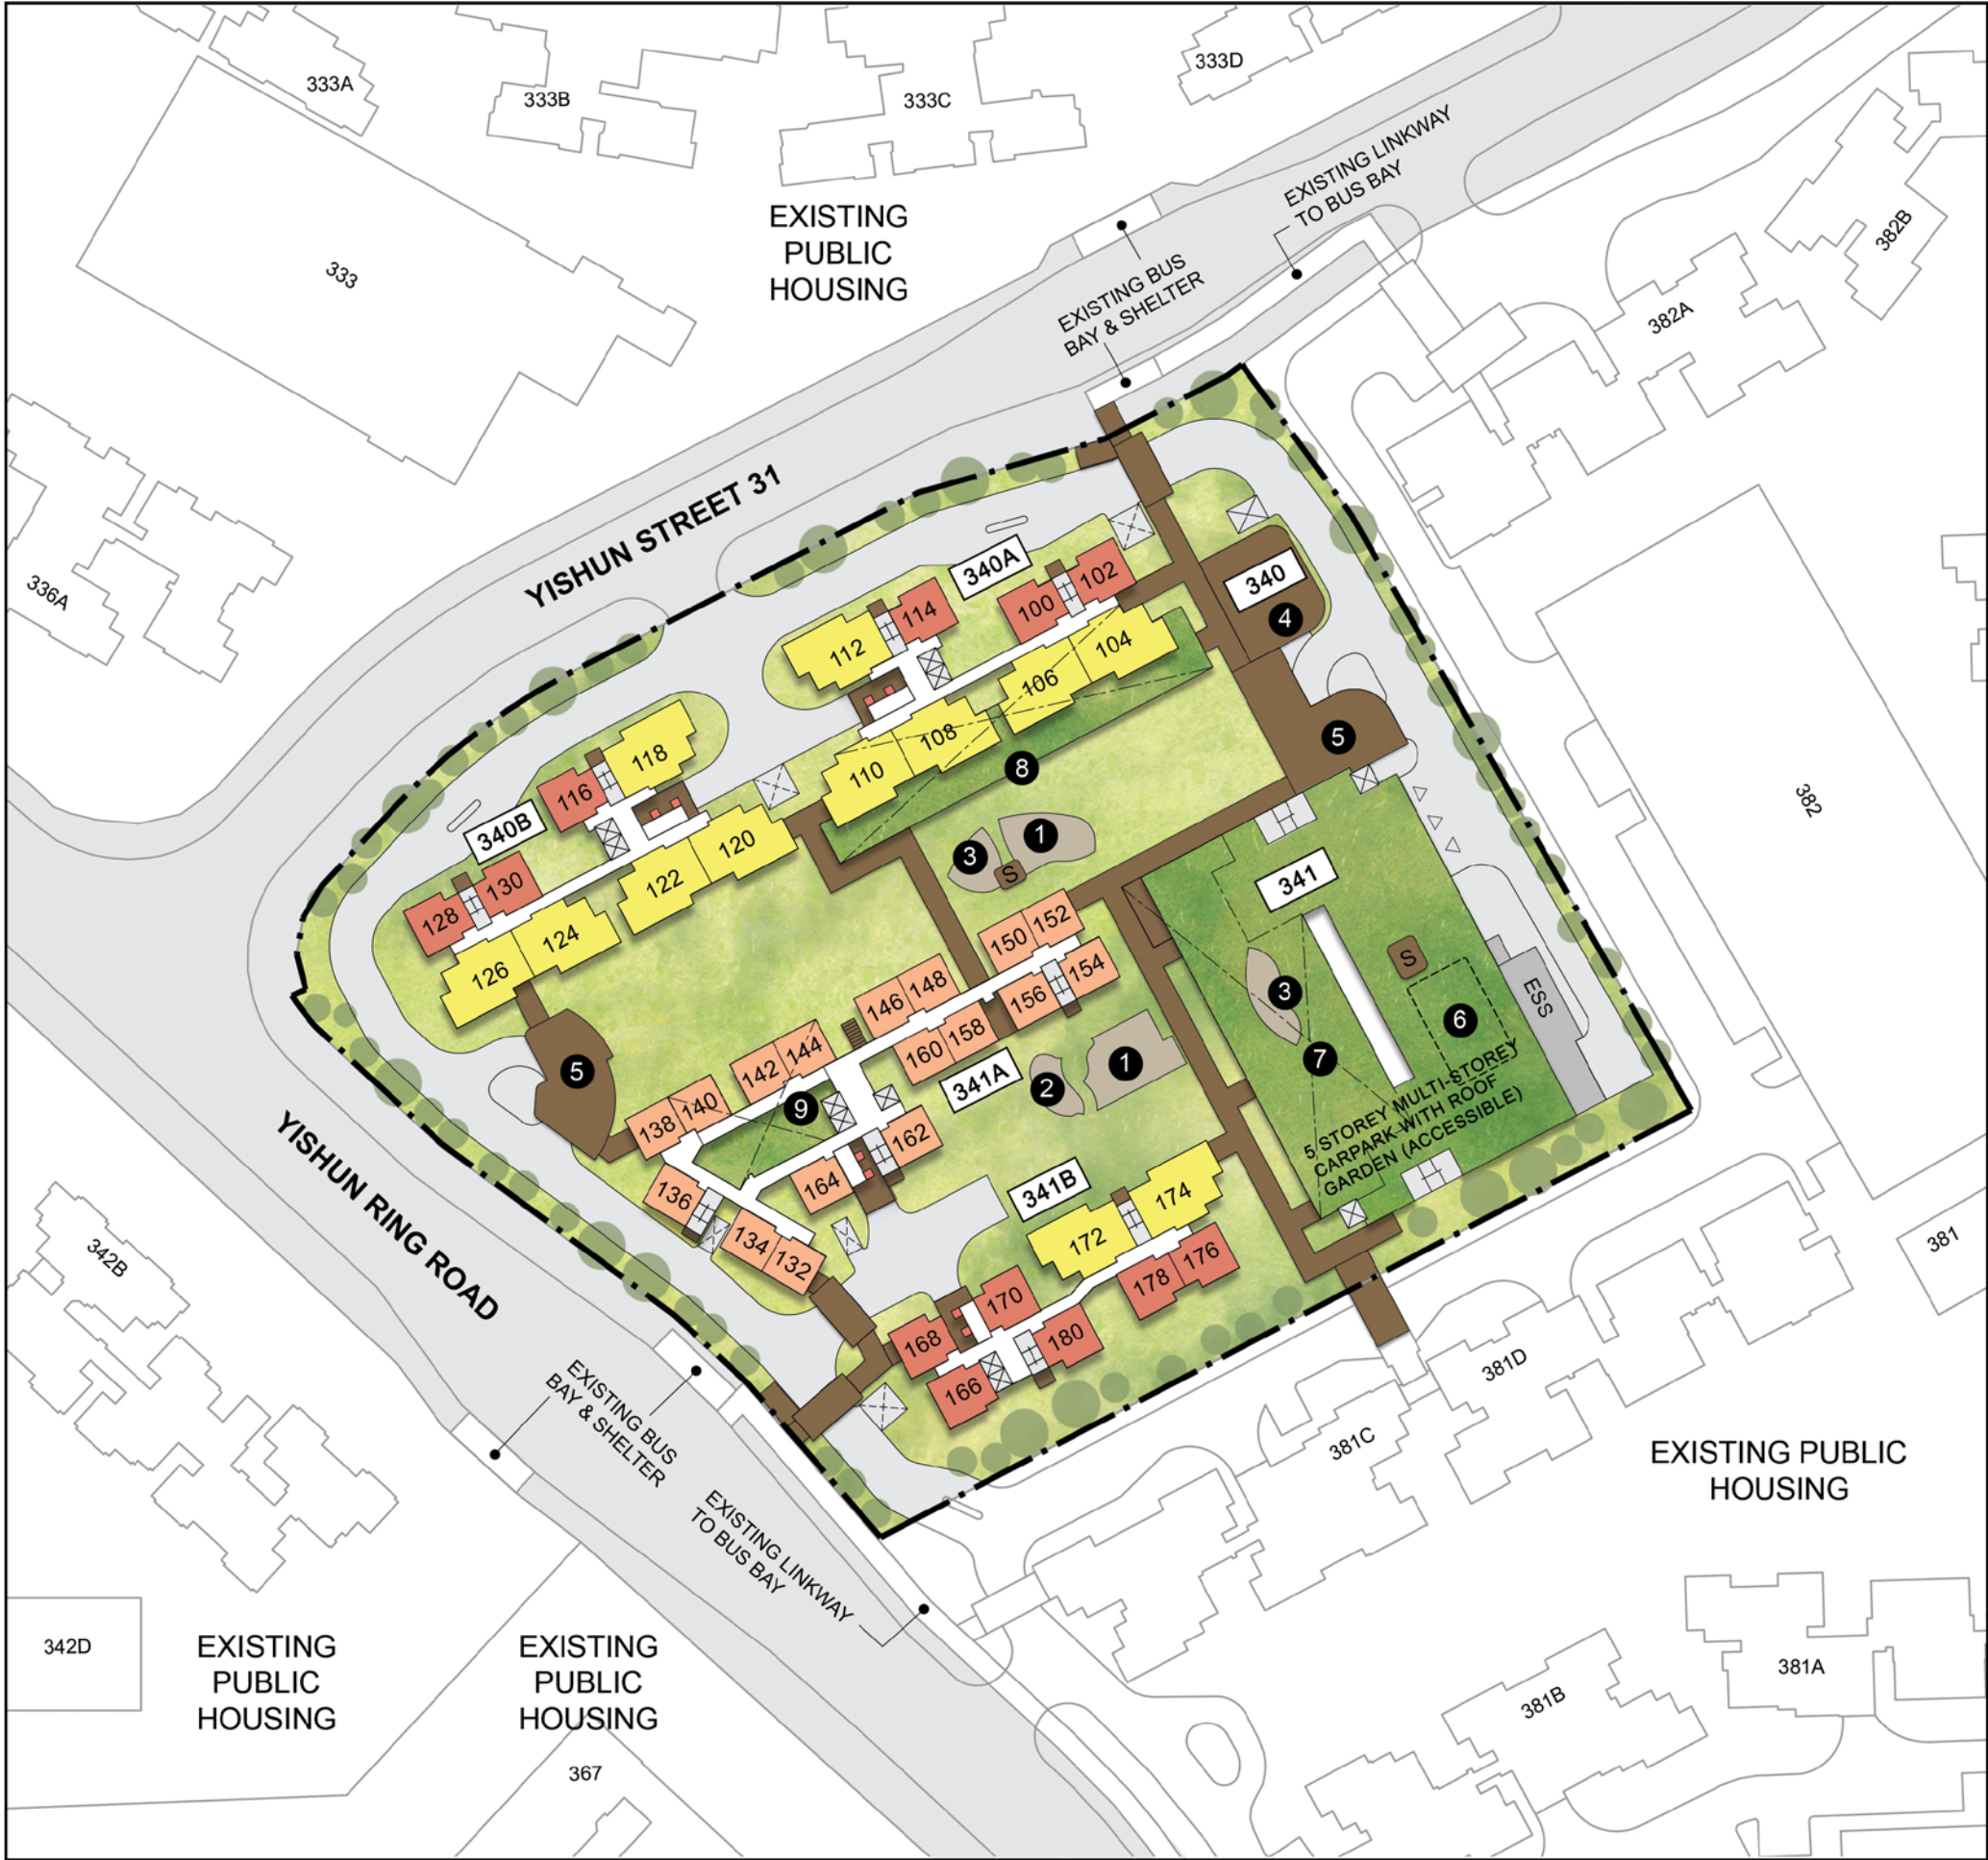 333A
333B
333C
333D
EXISTING LINKWAY
TO BUS BAY
382B
EXISTING
PUBLIC
HOUSING
333
EXISTING BUS
BAY & SHELTER
382A
YISHUN STREET 31
336A
340A
102
100
114
112
340
4
104
106
108
110
118
116
5
8
382
340B
120
122
130
128
124
126
1
3
S
341
152
150
154
156
148
146
158
160
S
3
6
ESS
7
5 STOREY MULTI-STOREY
CARPARK WITH ROOF
GARDEN (ACCESSIBLE)
144
142
140
138
5
9
341A
2
1
162
164
136
134
132
341B
174
172
176
178
170
180
168
166
YISHUN RING ROAD
342B
381
381D
381C
EXISTING BUS
BAY & SHELTER
EXISTING LINKWAY
TO BUS BAY
EXISTING PUBLIC
HOUSING
342D
EXISTING
PUBLIC
HOUSING
EXISTING
PUBLIC
HOUSING
367
381B
381A